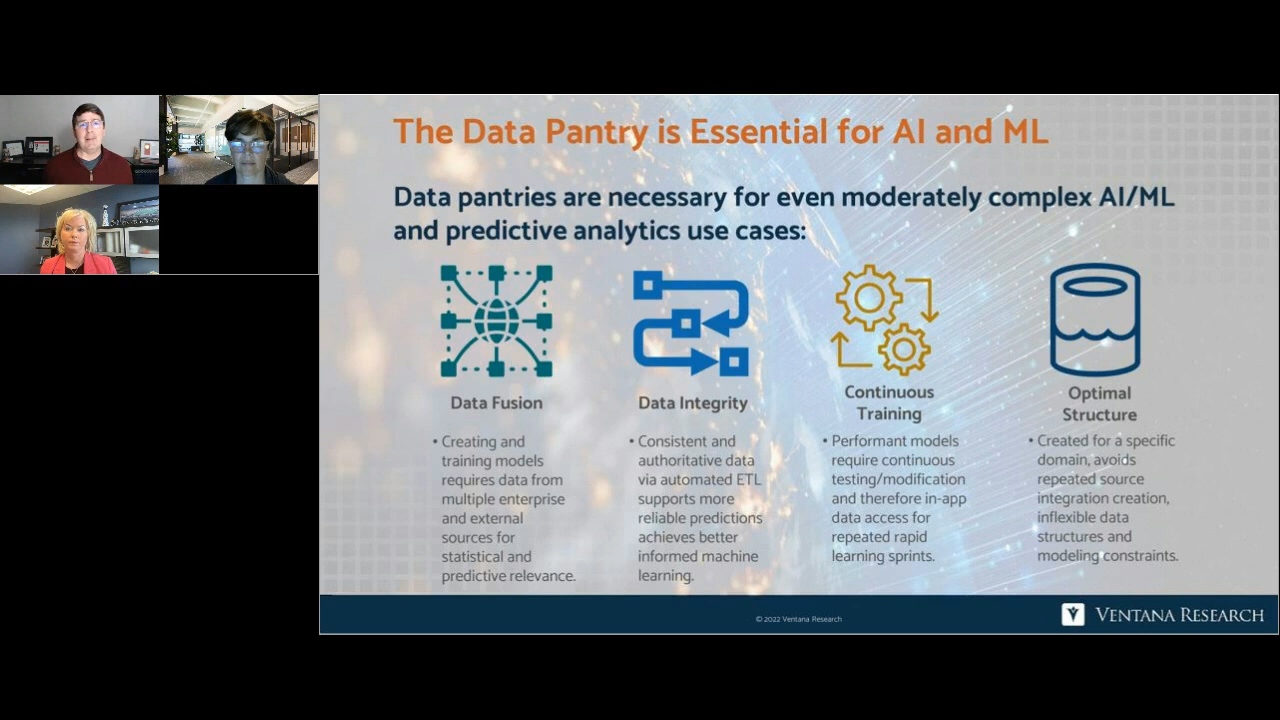 The Data Pantry is Essential for AI and ML
Data pantries are necessary for even moderately complex AI/ML
and predictive analytics use cases:
Data Fusion
• Creating and
training models
requires data from
multiple enterprise
and external
sources for
statistical and
predictive relevance.
Data Integrity
• Consistent and
authoritative data
via automated ETL
supports more
reliable predictions
achieves better
informed machine
learning.
Continuous
Training
• Performant models
require continuous
testing/modification
and therefore in-app
data access for
repeated rapid
learning sprints.
Optimal
Structure
• Created for a specific
domain, avoids
repeated source
integration creation,
inflexible data
structures and
modeling constraints.
© 2022 Ventana Research
VENTANA RESEARCH